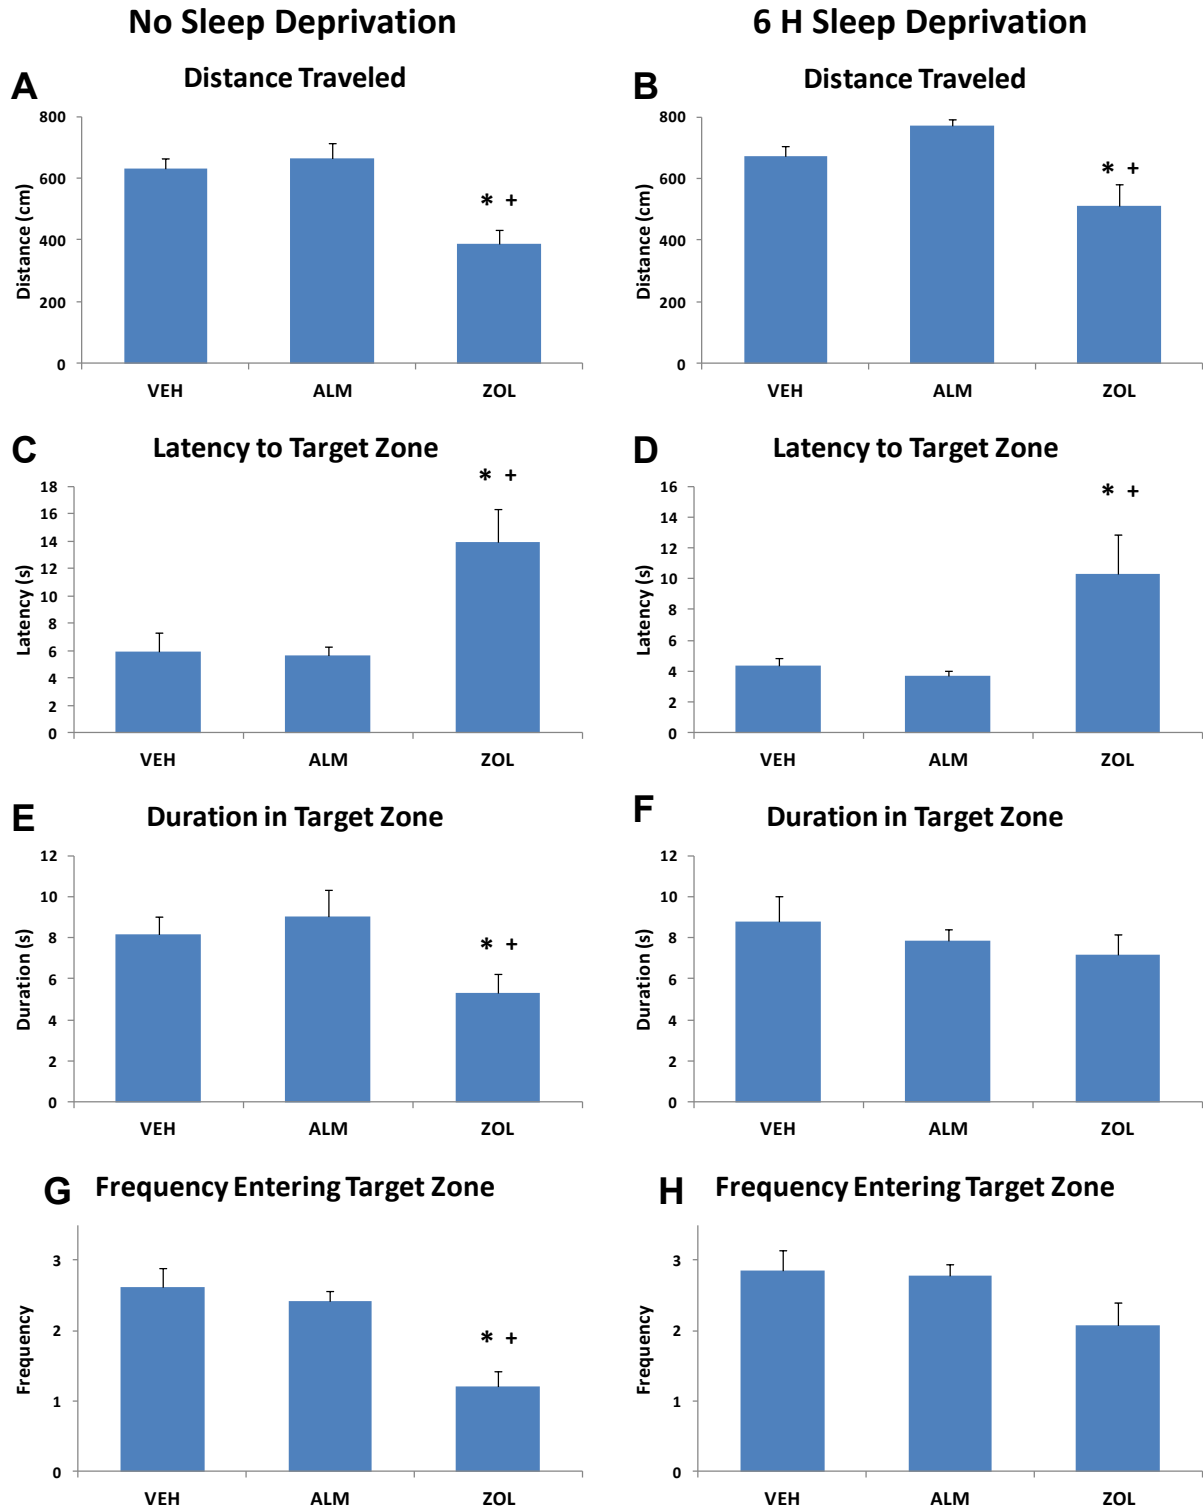 No Sleep Deprivation
6 H Sleep Deprivation
A
Distance Traveled
800
600
400
200
0
Distance (cm)
* +
VEH ALM ZOL
B
Distance Traveled
800
600
400
200
0
Distance (cm)
* +
VEH ALM ZOL
C
Latency to Target Zone
18
16
14
12
10
8
6
4
2
0
Latency (s)
* +
VEH ALM ZOL
D
Latency to Target Zone
16
14
12
10
8
6
4
2
0
Latency (s)
* +
VEH ALM ZOL
E
Duration in Target Zone
12
10
8
6
4
2
0
Duration (s)
* +
VEH ALM ZOL
F
Duration in Target Zone
12
10
8
6
4
2
0
Duration (s)
VEH ALM ZOL
G
Frequency Entering Target Zone
3
2
1
0
Frequency
* +
VEH ALM ZOL
H
Frequency Entering Target Zone
3
2
1
0
Frequency
VEH ALM ZOL